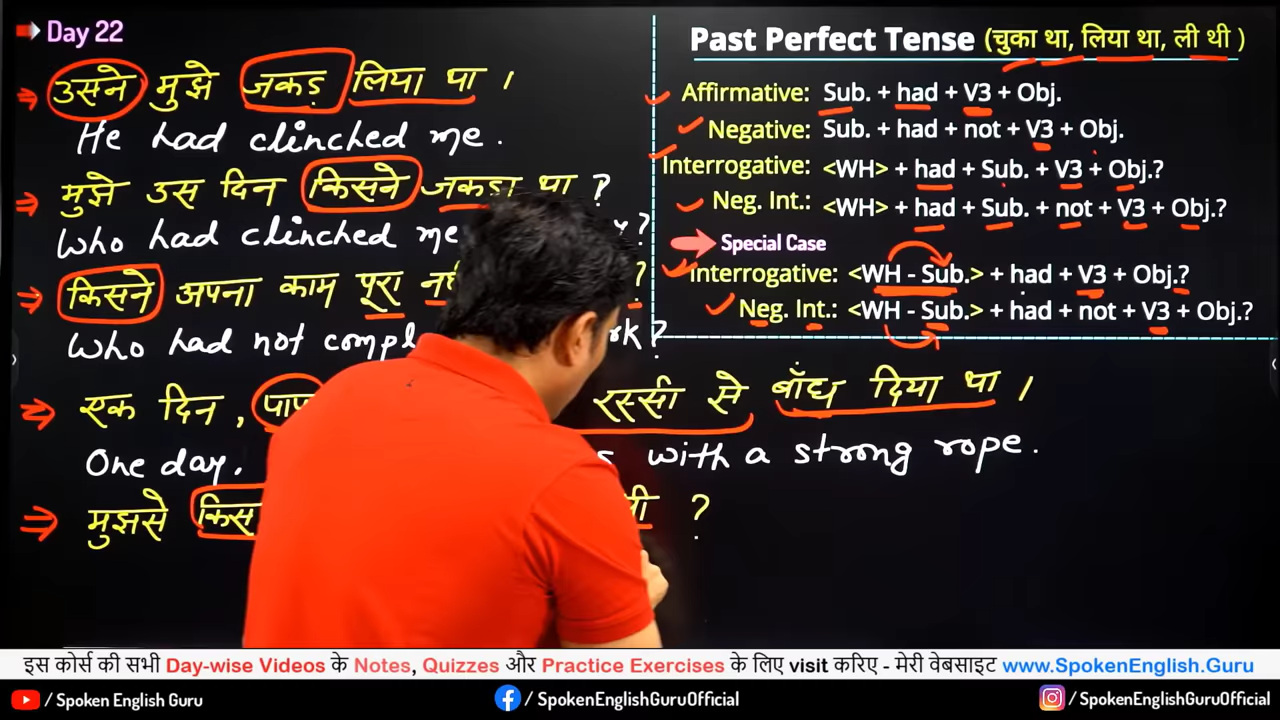 Day 22
उसने मुझे जकड़ लिया था ।
He had clinched me.
मुझे उस दिन किसने जकड़ा था ?
Who had clinched me ?
किसने अपना काम पूरा ?
Who had not ?
एक दिन, रस्सी से बाँध दिया था ।
One day, with a strong rope.
मुझसे ?
Past Perfect Tense (चुका था, लिया था, ली थी )
Affirmative: Sub. + had + V3 + Obj.
Negative: Sub. + had + not + V3 + Obj.
Interrogative: <WH> + had + Sub. + V3 + Obj.?
Neg. Int.: <WH> + had + Sub. + not + V3 + Obj.?
Special Case
Interrogative: <WH - Sub.> + had + V3 + Obj.?
Neg. Int.: <WH - Sub.> + had + not + V3 + Obj.?
इस कोर्स की सभी Day-wise Videos के Notes, Quizzes और Practice Exercises के लिए visit करिए - मेरी वेबसाइट www.SpokenEnglish.Guru
/ Spoken English Guru
/ SpokenEnglishGuruOfficial
/ SpokenEnglishGuruOfficial